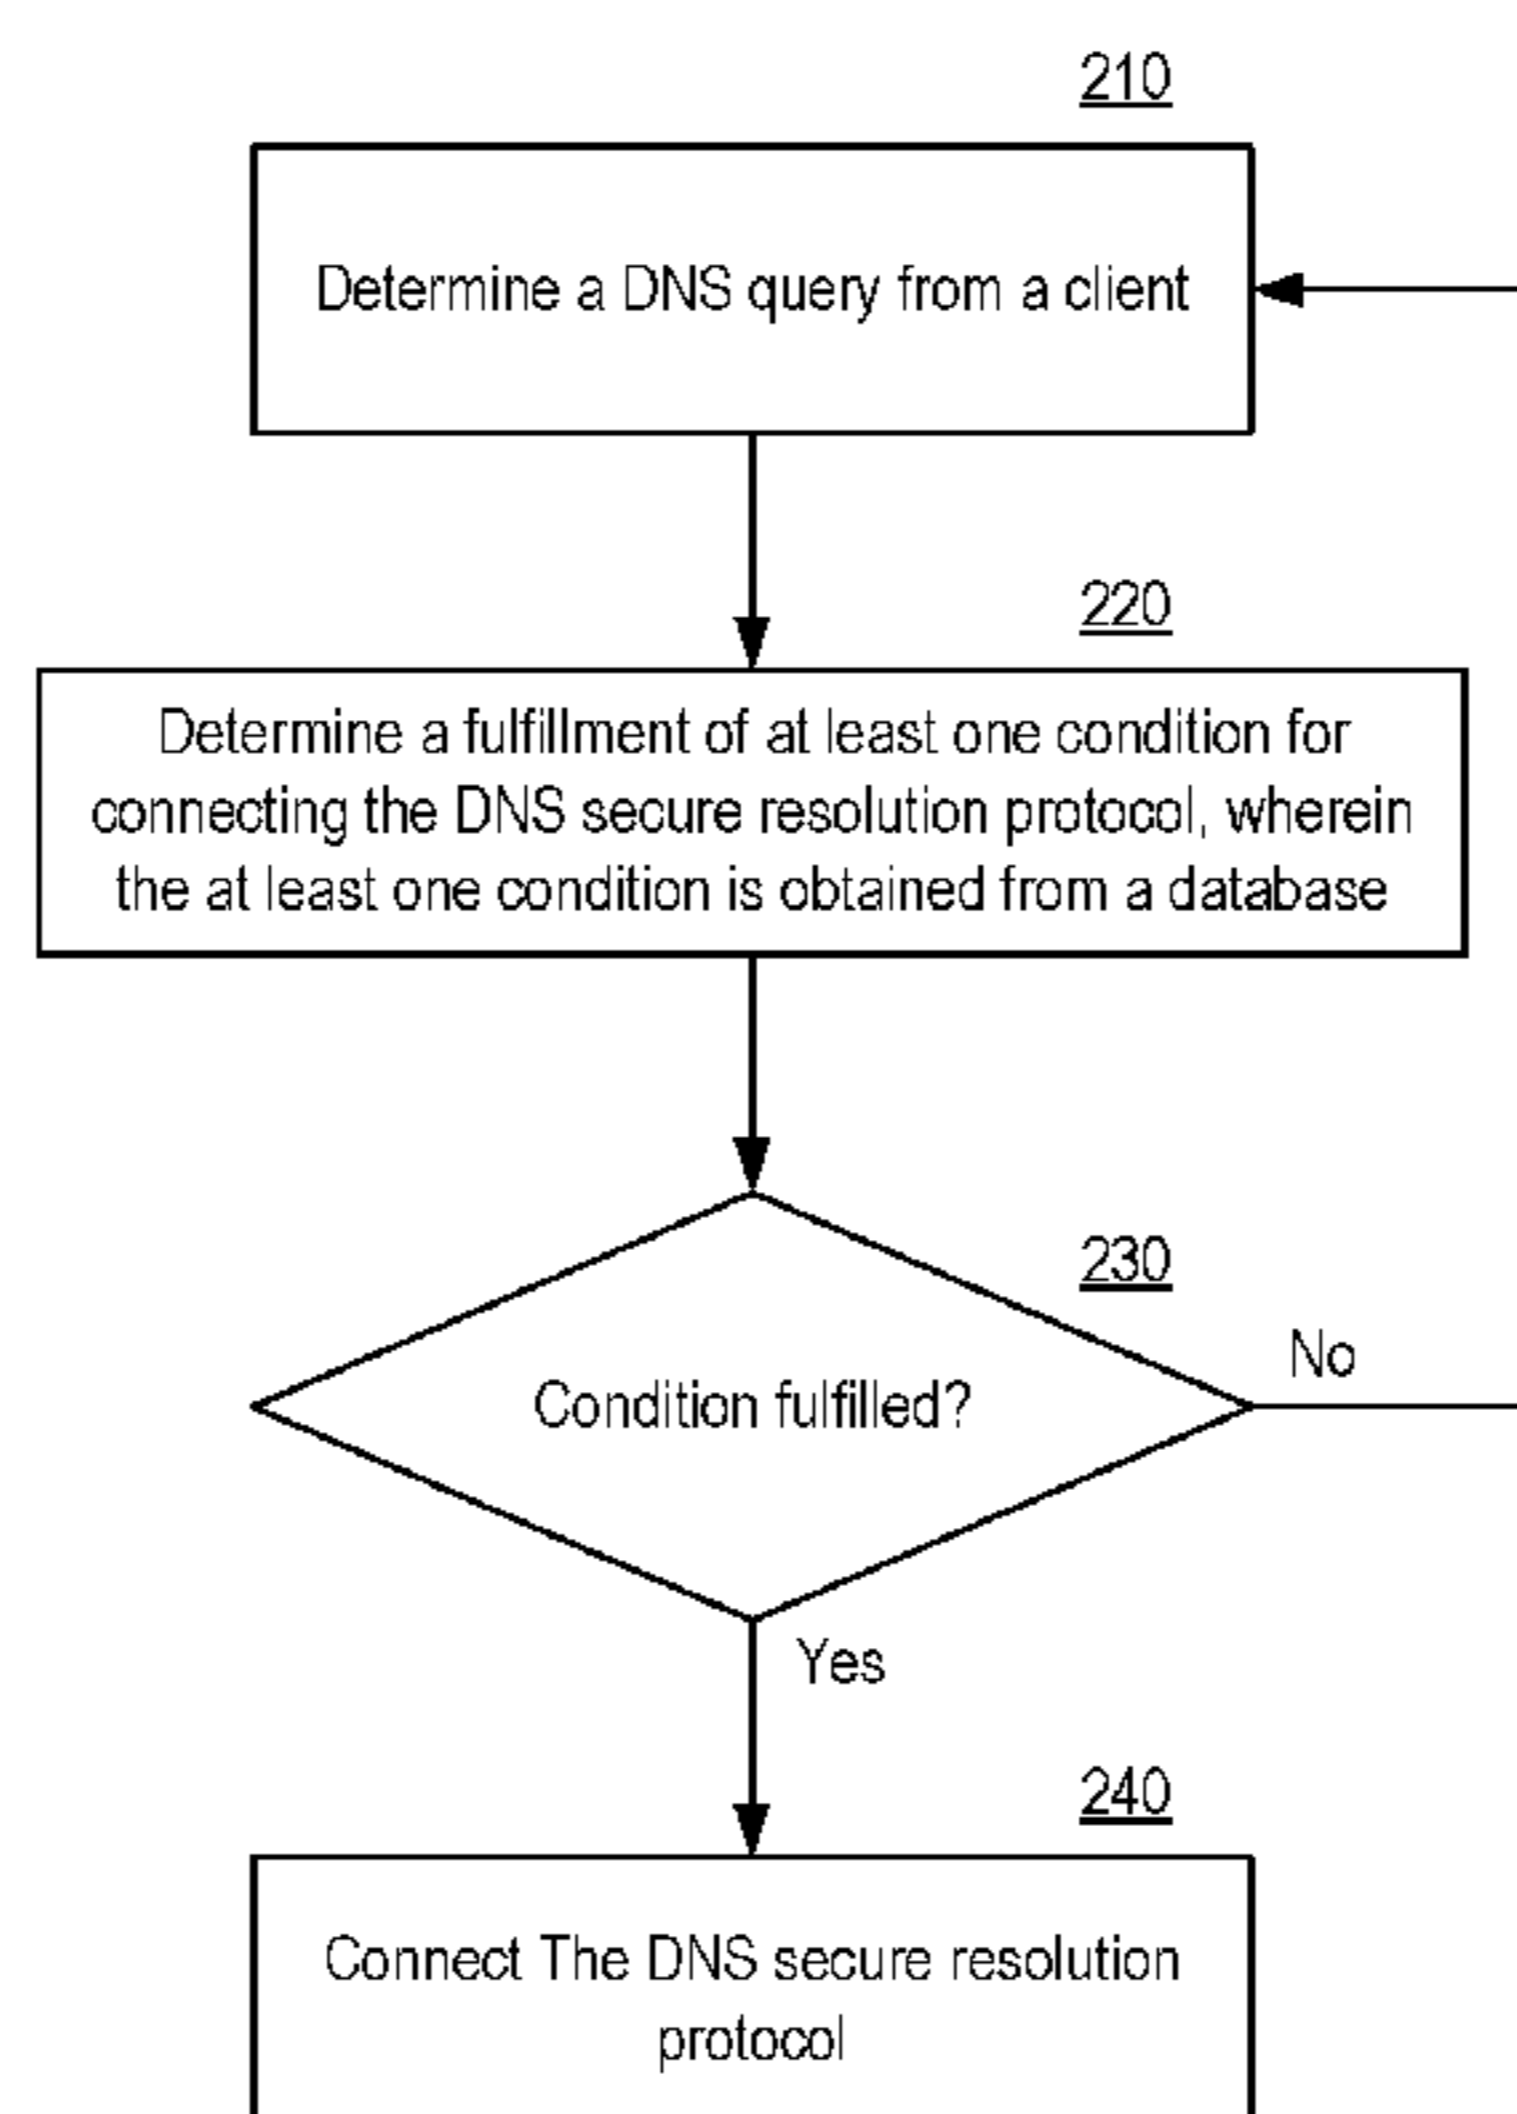 210
Determine a DNS query from a client
220
Determine a fulfillment of at least one condition for
connecting the DNS secure resolution protocol, wherein
the at least one condition is obtained from a database
230
No
Condition fulfilled?
Yes
240
Connect The DNS secure resolution
protocol